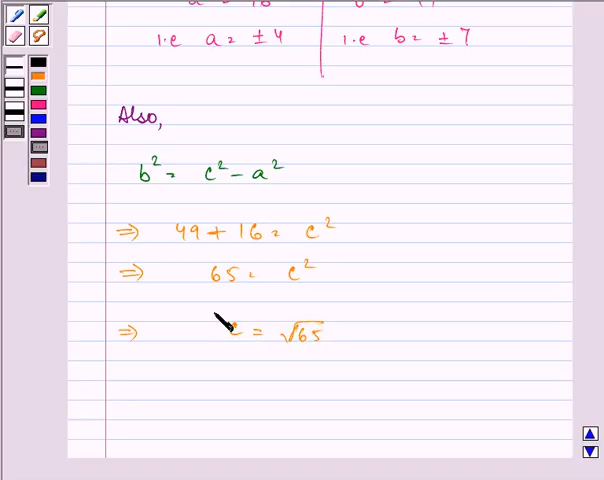 i.e a = ±4 i.e b = ±7
Also,
b² = c² - a²
⇒ 49 + 16 = c²
⇒ 65 = c²
⇒ c = √65